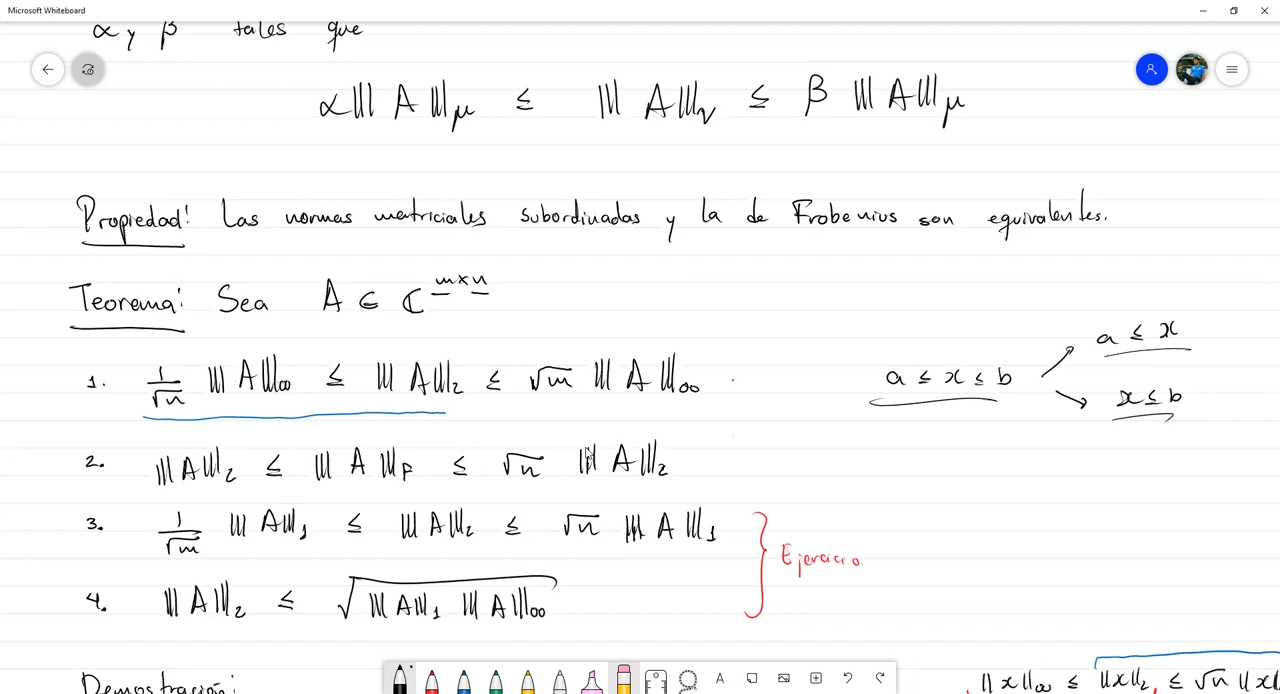 Microsoft Whiteboard
α y β tales que
α ||| A |||μ ≤ ||| A |||ν ≤ β ||| A |||μ
Propiedad: Las normas matriciales subordinadas y la de Frobenius son equivalentes.
Teorema: Sea A ∈ ℂ^{m×n}
1. 1/√n ||| A |||∞ ≤ ||| A |||₂ ≤ √m ||| A |||∞
a ≤ x ≤ b
a ≤ x
x ≤ b
2. ||| A |||₂ ≤ ||| A |||F ≤ √n ||| A |||₂
3. 1/√m ||| A |||₁ ≤ ||| A |||₂ ≤ √n ||| A |||₁
Ejercicio.
4. ||| A |||₂ ≤ √(||| A |||₁ ||| A |||∞)
Demostración:
|| x ||∞ ≤ || x ||₂ ≤ √n || x